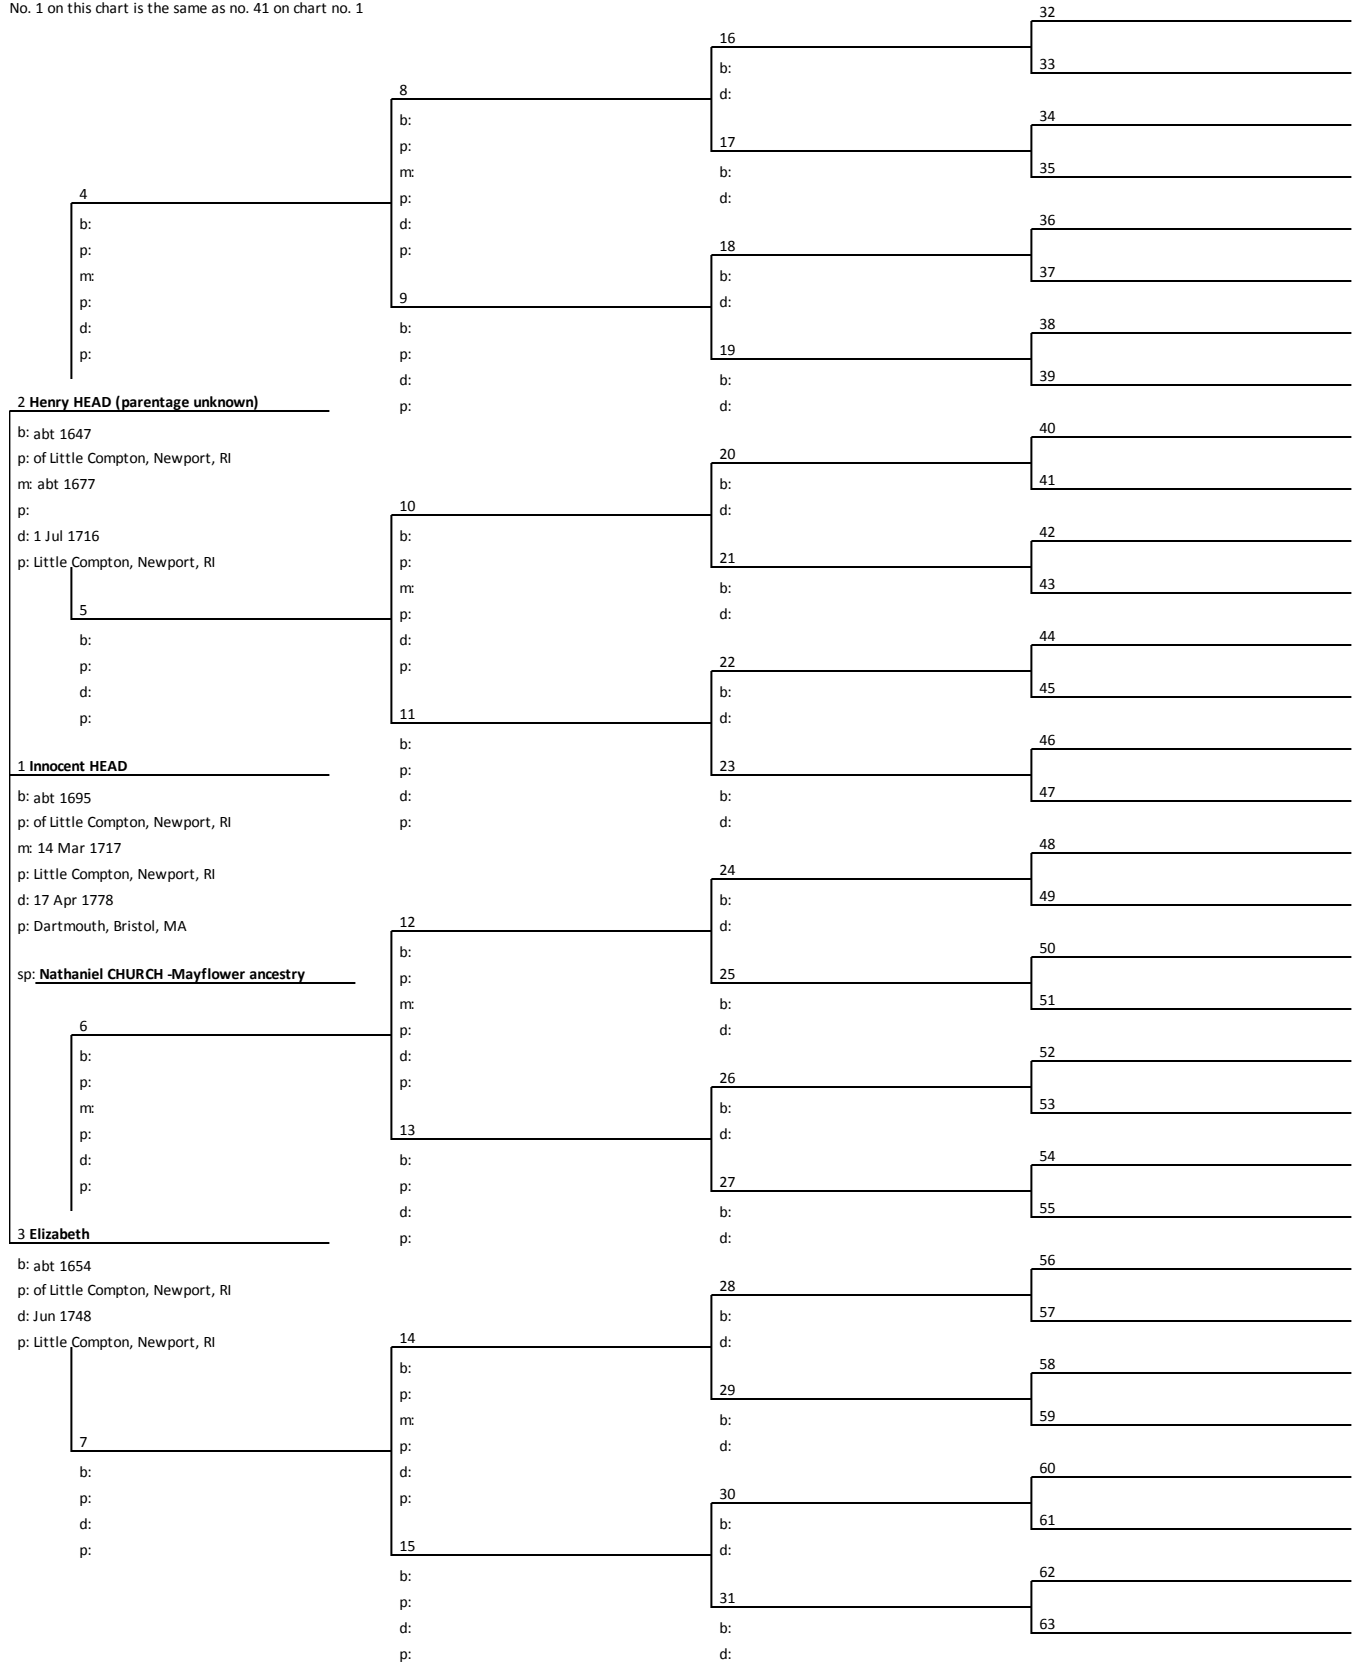 No. 1 on this chart is the same as no. 41 on chart no. 1
4
b:
p:
m:
p:
d:
p:
2 Henry HEAD (parentage unknown)
b: abt 1647
p: of Little Compton, Newport, RI
m: abt 1677
p:
d: 1 Jul 1716
p: Little Compton, Newport, RI
5
b:
p:
d:
p:
1 Innocent HEAD
b: abt 1695
p: of Little Compton, Newport, RI
m: 14 Mar 1717
p: Little Compton, Newport, RI
d: 17 Apr 1778
p: Dartmouth, Bristol, MA
sp: Nathaniel CHURCH -Mayflower ancestry
6
b:
p:
m:
p:
d:
p:
3 Elizabeth
b: abt 1654
p: of Little Compton, Newport, RI
d: Jun 1748
p: Little Compton, Newport, RI
7
b:
p:
d:
p:
8
b:
p:
m:
p:
d:
p:
9
b:
p:
d:
p:
10
b:
p:
m:
p:
d:
p:
11
b:
p:
d:
p:
12
b:
p:
m:
p:
d:
p:
13
b:
p:
d:
p:
14
b:
p:
m:
p:
d:
p:
15
b:
p:
d:
p:
16
b:
d:
17
b:
d:
18
b:
d:
19
b:
d:
20
b:
d:
21
b:
d:
22
b:
d:
23
b:
d:
24
b:
d:
25
b:
d:
26
b:
d:
27
b:
d:
28
b:
d:
29
b:
d:
30
b:
d:
31
b:
d:
32
33
34
35
36
37
38
39
40
41
42
43
44
45
46
47
48
49
50
51
52
53
54
55
56
57
58
59
60
61
62
63